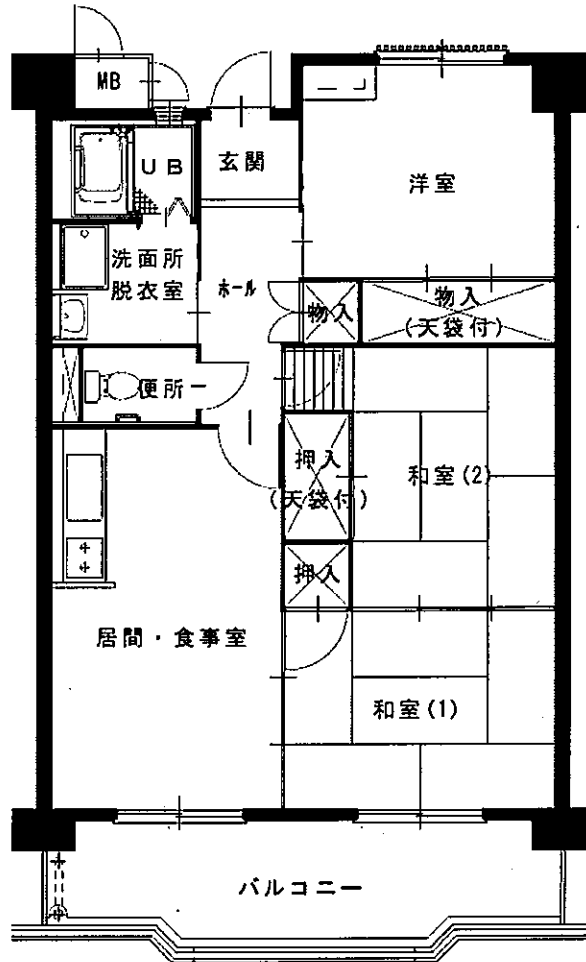 MB
UB
玄関
洋室
洗面所
脱衣室
ホール
物入
物入
(天袋付)
便所
押入
(天袋付)
和室(2)
押入
居間・食事室
和室(1)
バルコニー